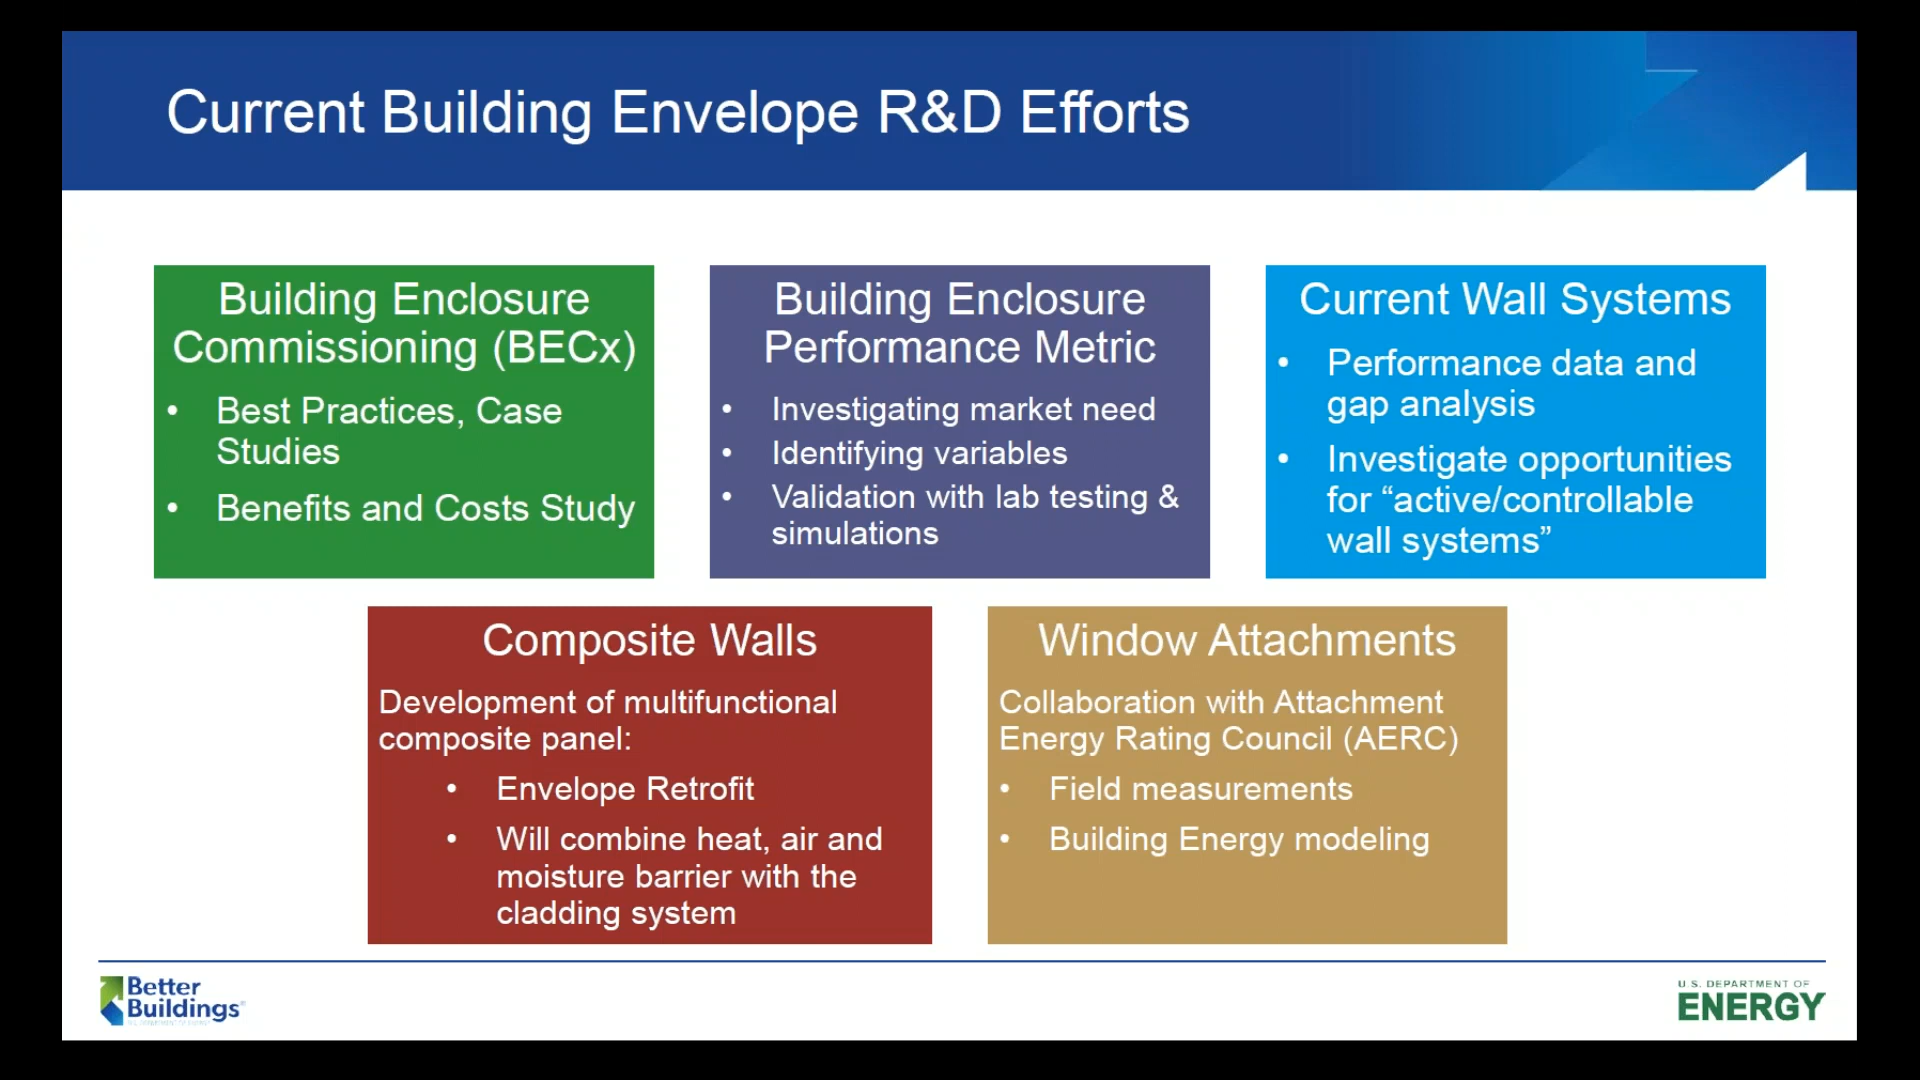 Current Building Envelope R&D Efforts
Building Enclosure
Commissioning (BECx)
• Best Practices, Case
Studies
• Benefits and Costs Study
Building Enclosure
Performance Metric
• Investigating market need
• Identifying variables
• Validation with lab testing &
simulations
Current Wall Systems
• Performance data and
gap analysis
• Investigate opportunities
for “active/controllable
wall systems”
Composite Walls
Development of multifunctional
composite panel:
• Envelope Retrofit
• Will combine heat, air and
moisture barrier with the
cladding system
Window Attachments
Collaboration with Attachment
Energy Rating Council (AERC)
• Field measurements
• Building Energy modeling
Better
Buildings®
U.S. DEPARTMENT OF
ENERGY